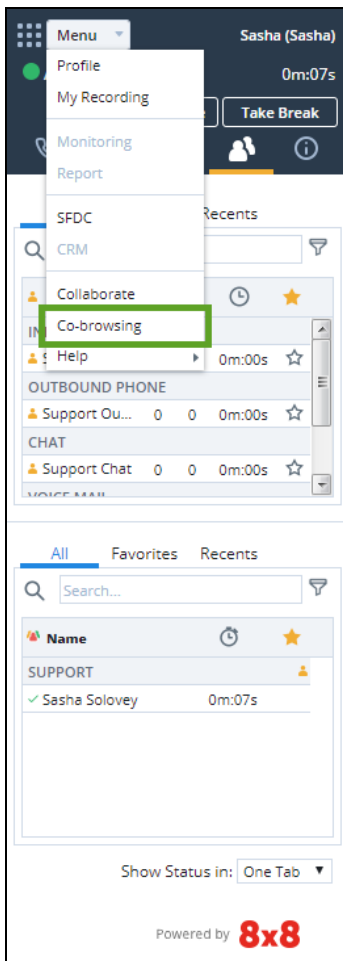 Menu Sasha (Sasha)
Profile 0m:07s
My Recording
Take Break
Monitoring
Report
SFDC Recents
CRM
Collaborate
Co-browsing
Help 0m:00s
OUTBOUND PHONE
Support Ou... 0 0 0m:00s
CHAT
Support Chat 0 0 0m:00s
VOICE MAIL
All Favorites Recents
Search...
Name
SUPPORT
Sasha Solovey 0m:07s
Show Status in: One Tab
Powered by 8x8